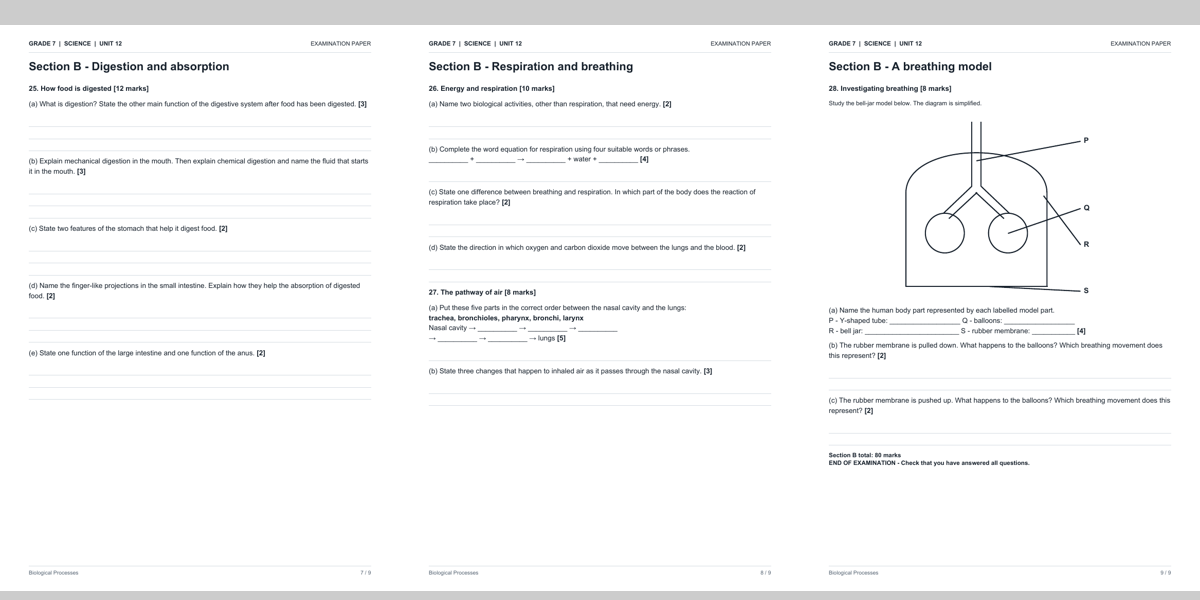 GRADE 7 | SCIENCE | UNIT 12 EXAMINATION PAPER
Section B - Digestion and absorption
25. How food is digested [12 marks]
(a) What is digestion? State the other main function of the digestive system after food has been digested. [3]
(b) Explain mechanical digestion in the mouth. Then explain chemical digestion and name the fluid that starts
it in the mouth. [3]
(c) State two features of the stomach that help it digest food. [2]
(d) Name the finger-like projections in the small intestine. Explain how they help the absorption of digested
food. [2]
(e) State one function of the large intestine and one function of the anus. [2]
Biological Processes 7 / 9
GRADE 7 | SCIENCE | UNIT 12 EXAMINATION PAPER
Section B - Respiration and breathing
26. Energy and respiration [10 marks]
(a) Name two biological activities, other than respiration, that need energy. [2]
(b) Complete the word equation for respiration using four suitable words or phrases.
__________ + __________ → __________ + water + __________ [4]
(c) State one difference between breathing and respiration. In which part of the body does the reaction of
respiration take place? [2]
(d) State the direction in which oxygen and carbon dioxide move between the lungs and the blood. [2]
27. The pathway of air [8 marks]
(a) Put these five parts in the correct order between the nasal cavity and the lungs:
trachea, bronchioles, pharynx, bronchi, larynx
Nasal cavity → __________ → __________ → __________
→ __________ → __________ → lungs [5]
(b) State three changes that happen to inhaled air as it passes through the nasal cavity. [3]
Biological Processes 8 / 9
GRADE 7 | SCIENCE | UNIT 12 EXAMINATION PAPER
Section B - A breathing model
28. Investigating breathing [8 marks]
Study the bell-jar model below. The diagram is simplified.
P
Q
R
S
(a) Name the human body part represented by each labelled model part.
P - Y-shaped tube: __________________ Q - balloons: __________________
R - bell jar: __________________ S - rubber membrane: ___________ [4]
(b) The rubber membrane is pulled down. What happens to the balloons? Which breathing movement does
this represent? [2]
(c) The rubber membrane is pushed up. What happens to the balloons? Which breathing movement does this
represent? [2]
Section B total: 80 marks
END OF EXAMINATION - Check that you have answered all questions.
Biological Processes 9 / 9